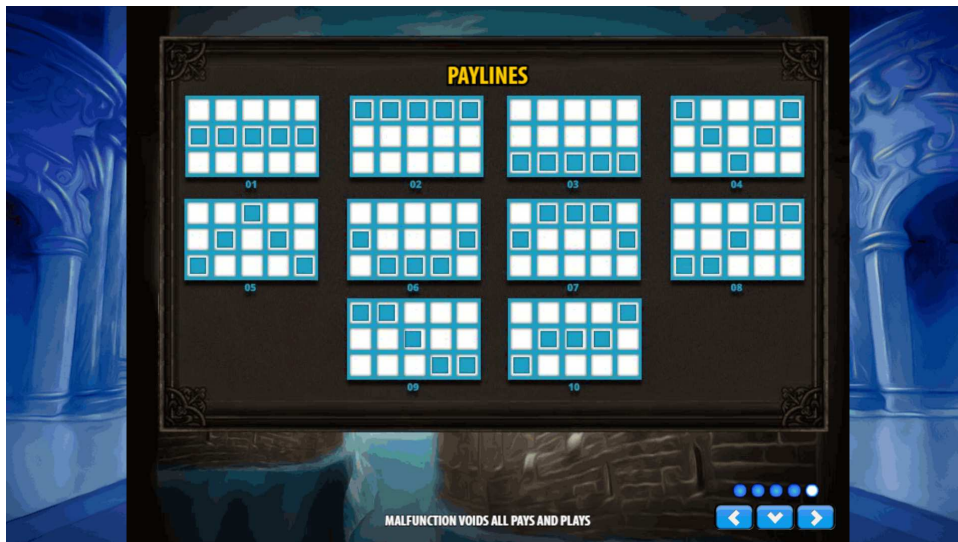 PAYLINES
01 02 03 04
05 06 07 08
09 10
MALFUNCTION VOIDS ALL PAYS AND PLAYS